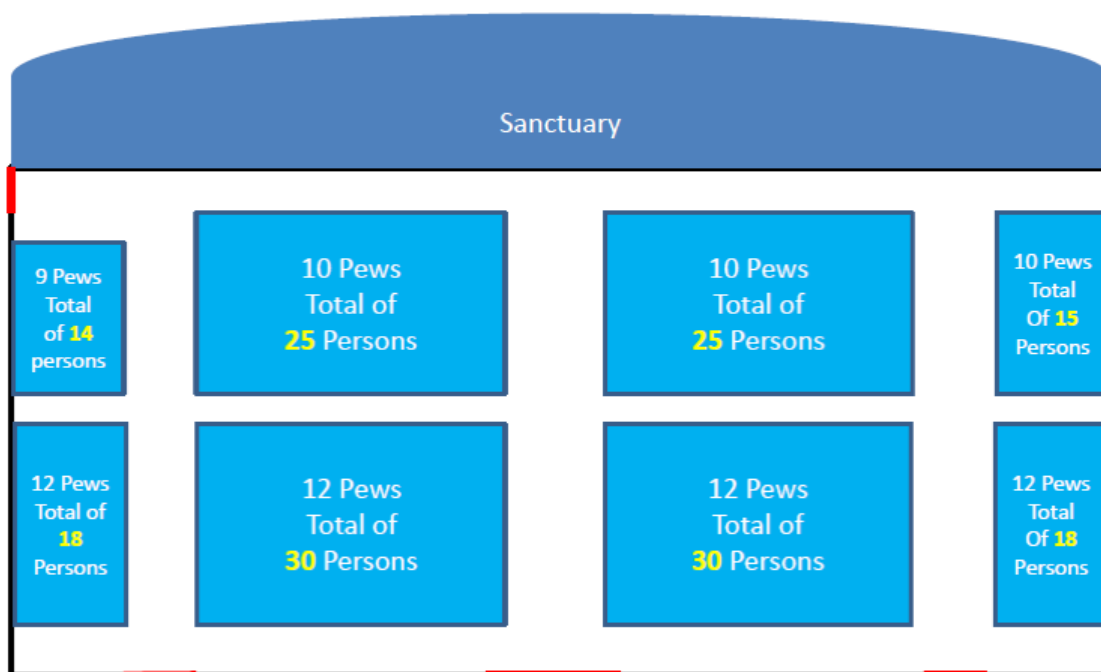 Sanctuary
9 Pews
Total
of 14
persons
10 Pews
Total of
25 Persons
10 Pews
Total of
25 Persons
10 Pews
Total
Of 15
Persons
12 Pews
Total of
18
Persons
12 Pews
Total of
30 Persons
12 Pews
Total of
30 Persons
12 Pews
Total
Of 18
Persons